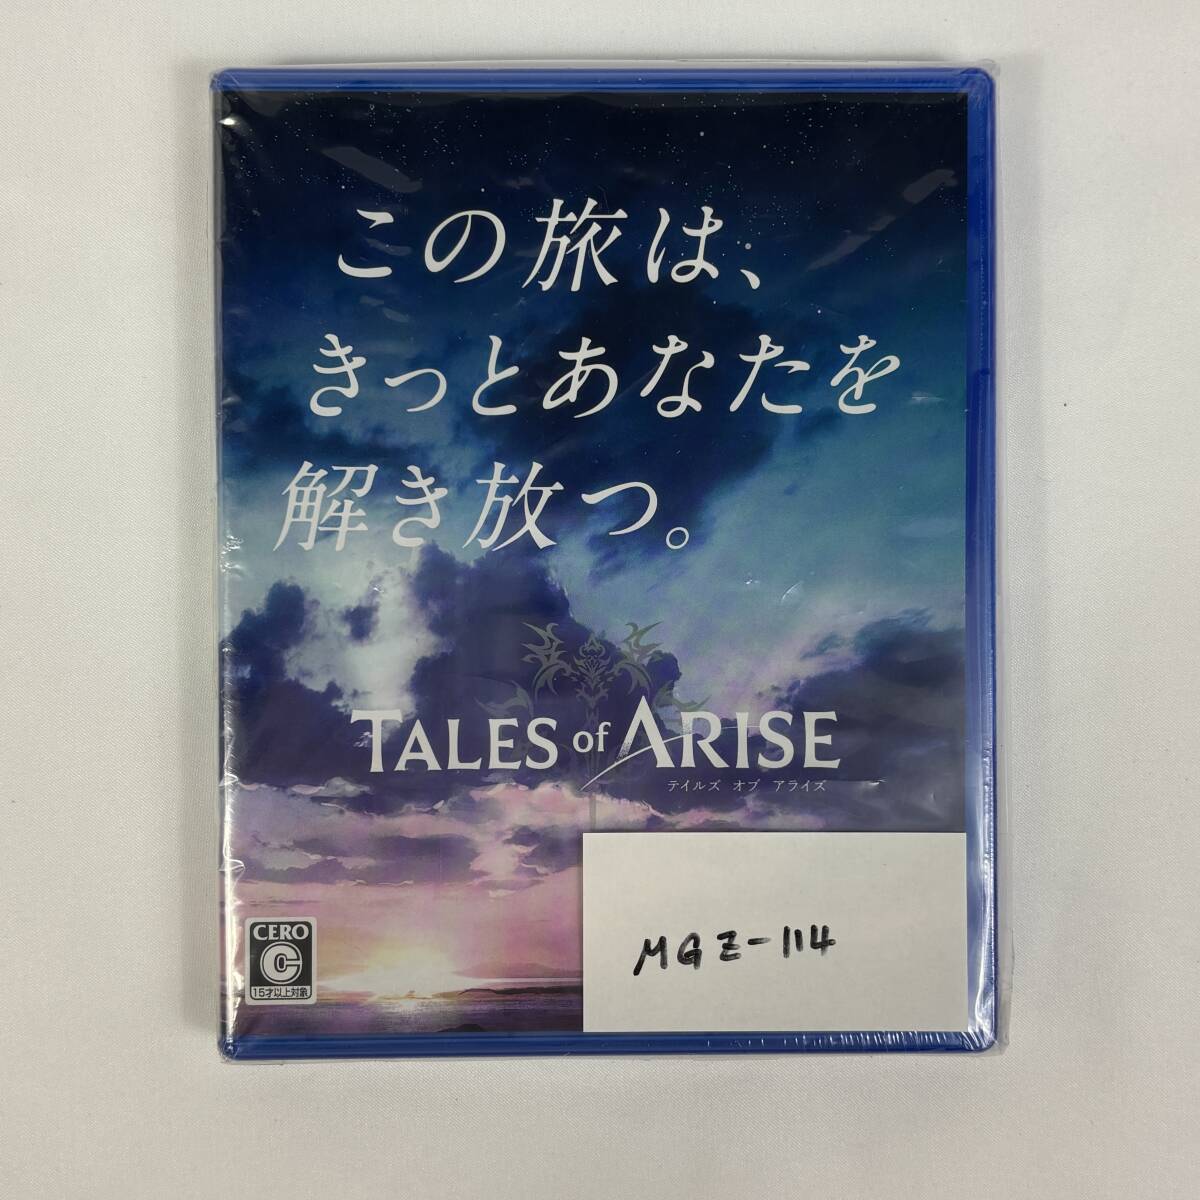 この旅は、
きっとあなたを
解き放つ。
TALES of ARISE
テイルズ オブ アライズ
CERO
C
15才以上対象
MGZ-114